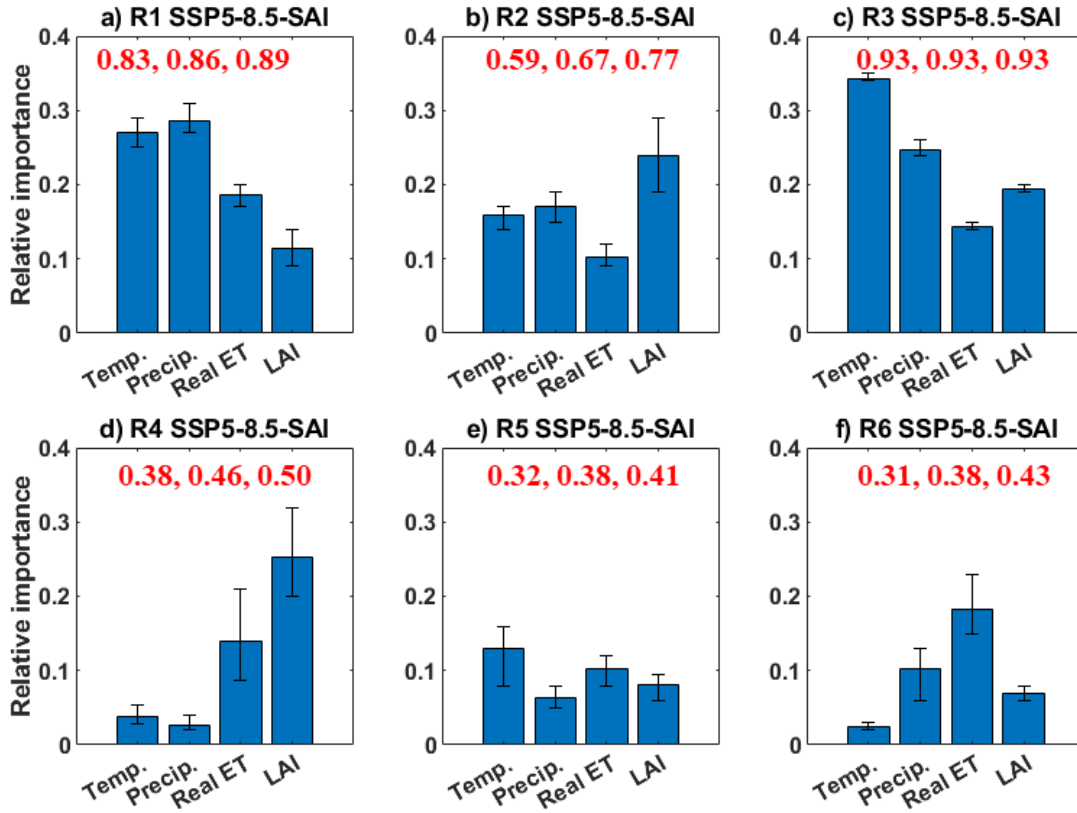 a) R1 SSP5-8.5-SAI
b) R2 SSP5-8.5-SAI
c) R3 SSP5-8.5-SAI
0.83, 0.86, 0.89
0.59, 0.67, 0.77
0.93, 0.93, 0.93
Relative importance
0.4
0.3
0.2
0.1
0
0.4
0.3
0.2
0.1
0
0.4
0.3
0.2
0.1
0
Temp.
Precip.
Real ET
LAI
Temp.
Precip.
Real ET
LAI
Temp.
Precip.
Real ET
LAI
d) R4 SSP5-8.5-SAI
e) R5 SSP5-8.5-SAI
f) R6 SSP5-8.5-SAI
0.38, 0.46, 0.50
0.32, 0.38, 0.41
0.31, 0.38, 0.43
Relative importance
0.4
0.3
0.2
0.1
0
0.4
0.3
0.2
0.1
0
0.4
0.3
0.2
0.1
0
Temp.
Precip.
Real ET
LAI
Temp.
Precip.
Real ET
LAI
Temp.
Precip.
Real ET
LAI